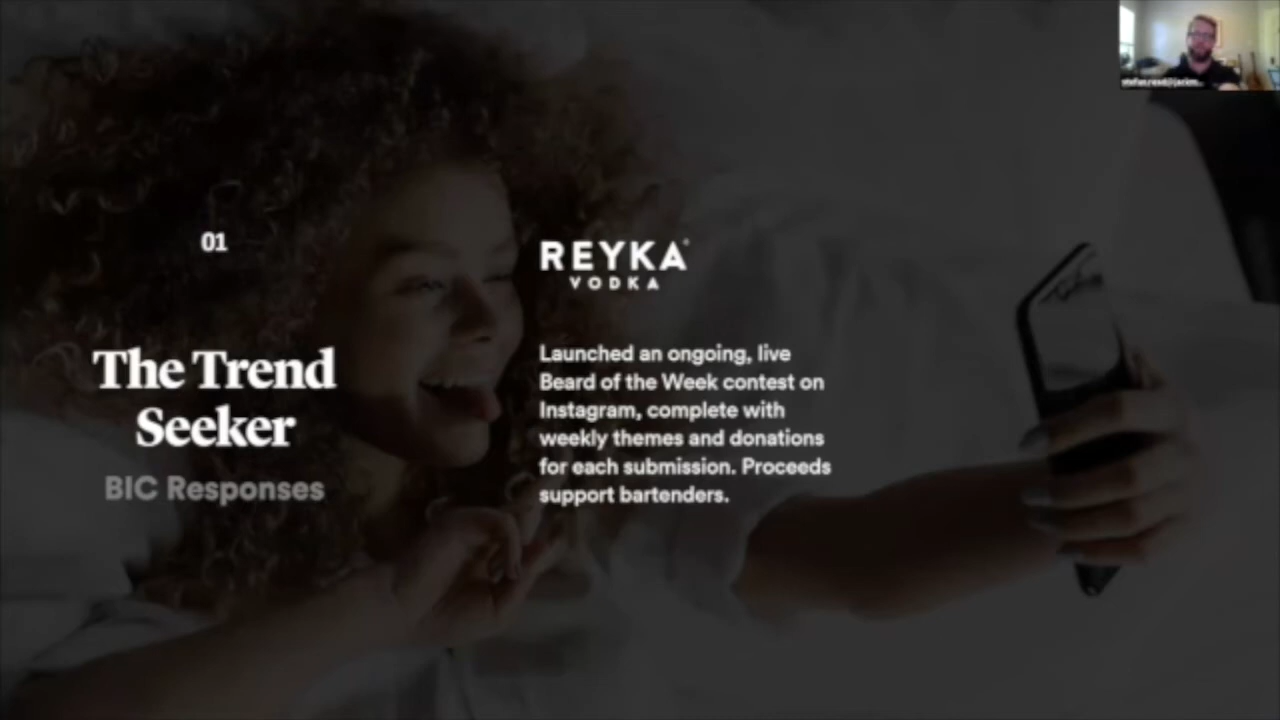 01
The Trend
Seeker
BIC Responses
REYKA
VODKA
Launched an ongoing, live
Beard of the Week contest on
Instagram, complete with
weekly themes and donations
for each submission. Proceeds
support bartenders.